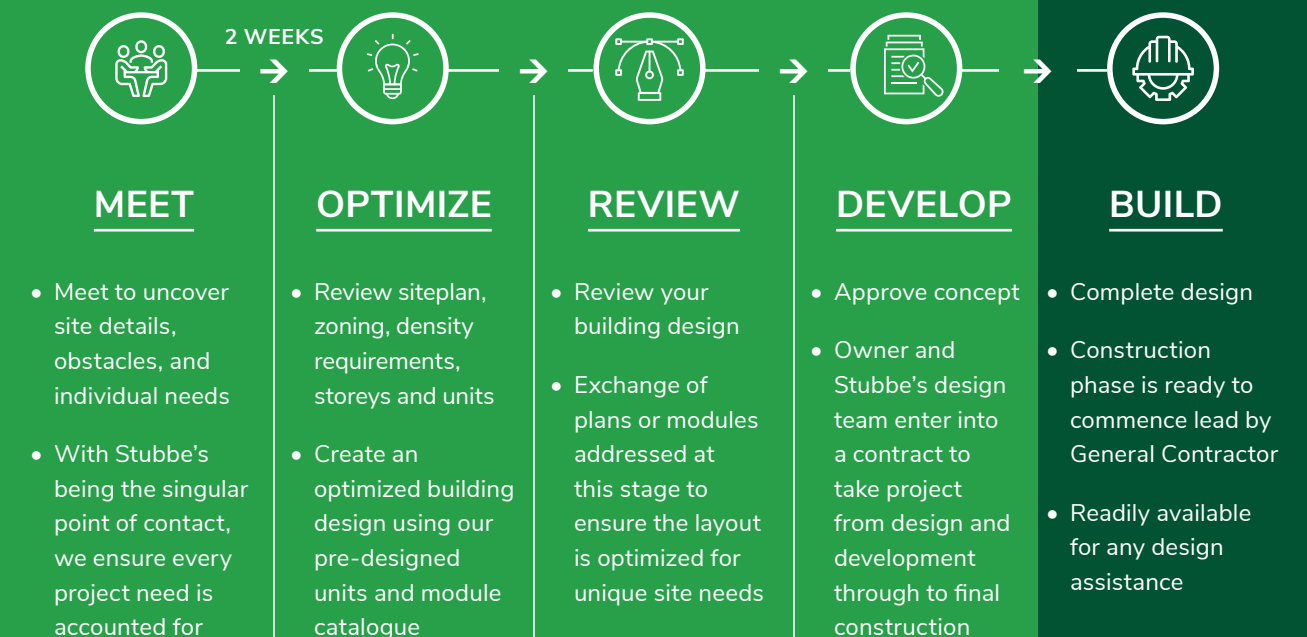 2 WEEKS
MEET
Meet to uncover
site details,
obstacles, and
individual needs
With Stubbe's
being the singular
point of contact,
we ensure every
project need is
accounted for
OPTIMIZE
Review siteplan,
zoning, density
requirements,
storeys and units
Create an
optimized building
design using our
pre-designed
units and module
catalogue
REVIEW
Review your
building design
Exchange of
plans or modules
addressed at
this stage to
ensure the layout
is optimized for
unique site needs
DEVELOP
Approve concept
Owner and
Stubbe's design
team enter into
a contract to
take project
from design and
development
through to final
construction
BUILD
Complete design
Construction
phase is ready to
commence lead by
General Contractor
Readily available
for any design
assistance